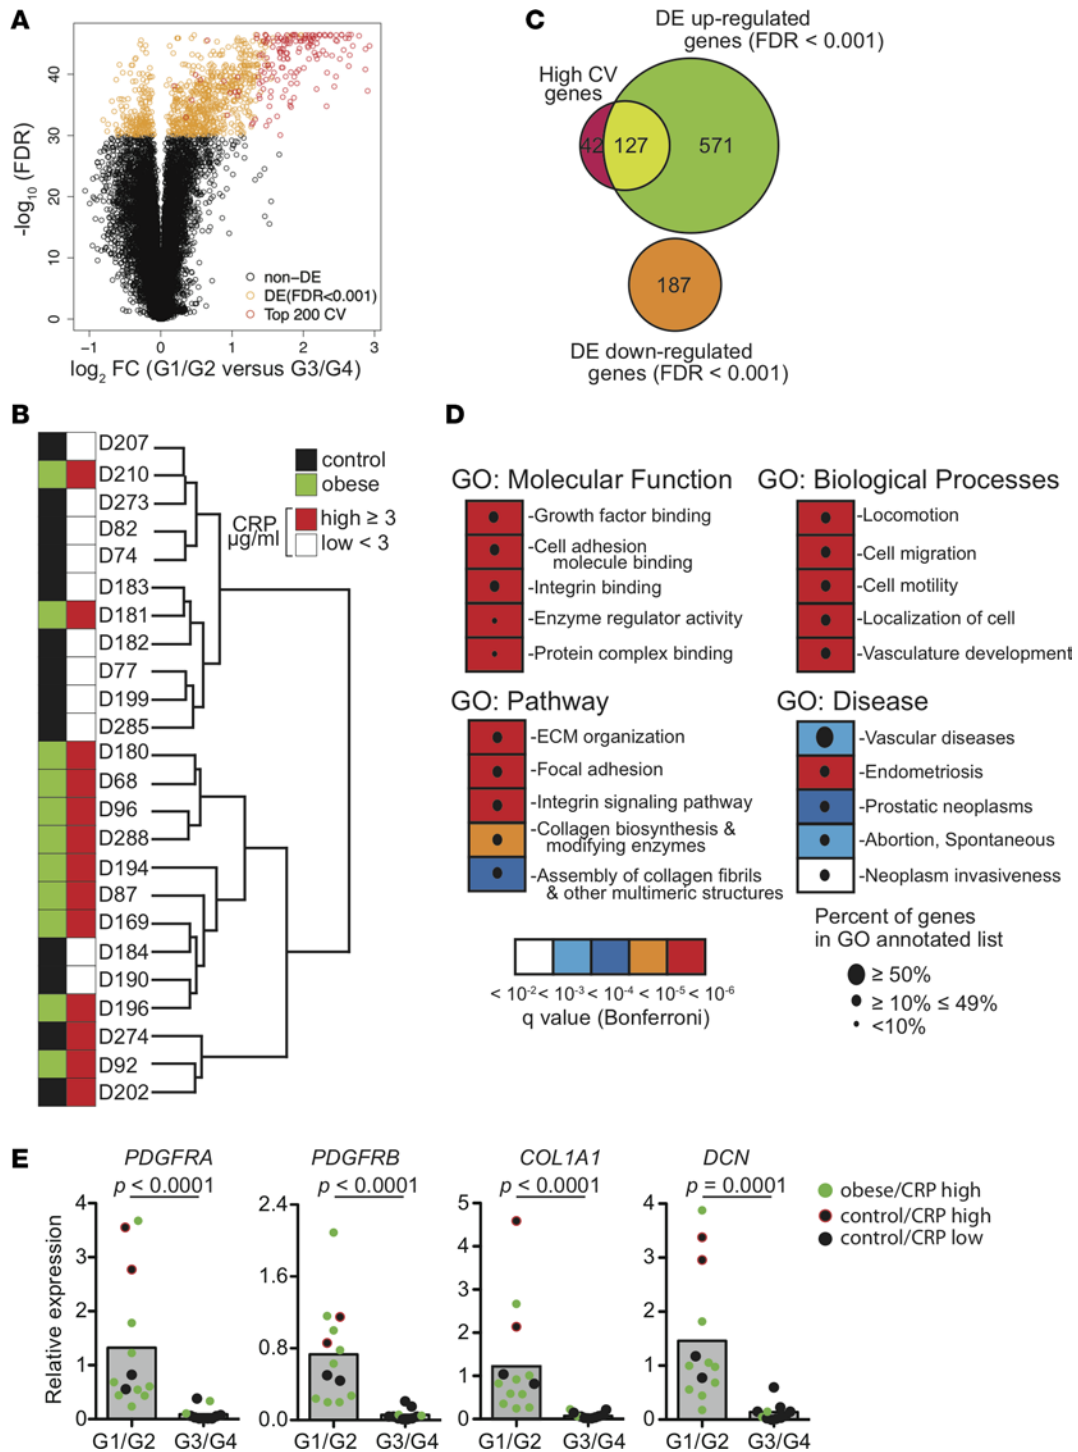 A
-log10 (FDR)
40
30
20
10
0
non-DE
DE(FDR<0.001)
Top 200 CV
-1 0 1 2 3
log2 FC (G1/G2 versus G3/G4)
C
DE up-regulated
genes (FDR < 0.001)
High CV
genes
42 127 571
187
DE down-regulated
genes (FDR < 0.001)
B
D207
D210
D273
D82
D74
D183
D181
D182
D77
D199
D285
D180
D68
D96
D288
D194
D87
D169
D184
D190
D196
D274
D92
D202
control
obese
CRP
µg/ml
high ≥ 3
low < 3
D
GO: Molecular Function
-Growth factor binding
-Cell adhesion
molecule binding
-Integrin binding
-Enzyme regulator activity
-Protein complex binding
GO: Biological Processes
-Locomotion
-Cell migration
-Cell motility
-Localization of cell
-Vasculature development
GO: Pathway
-ECM organization
-Focal adhesion
-Integrin signaling pathway
-Collagen biosynthesis &
modifying enzymes
-Assembly of collagen fibrils
& other multimeric structures
GO: Disease
-Vascular diseases
-Endometriosis
-Prostatic neoplasms
-Abortion, Spontaneous
-Neoplasm invasiveness
< 10-2 < 10-3 < 10-4 < 10-5 < 10-6
q value (Bonferroni)
Percent of genes
in GO annotated list
≥ 50%
≥ 10% ≤ 49%
<10%
E
Relative expression
PDGFRA
p < 0.0001
4
3
2
1
0
G1/G2 G3/G4
PDGFRB
p < 0.0001
2.4
1.6
0.8
0.0
G1/G2 G3/G4
COL1A1
p < 0.0001
5
4
3
2
1
0
G1/G2 G3/G4
DCN
p = 0.0001
4
3
2
1
0
G1/G2 G3/G4
obese/CRP high
control/CRP high
control/CRP low